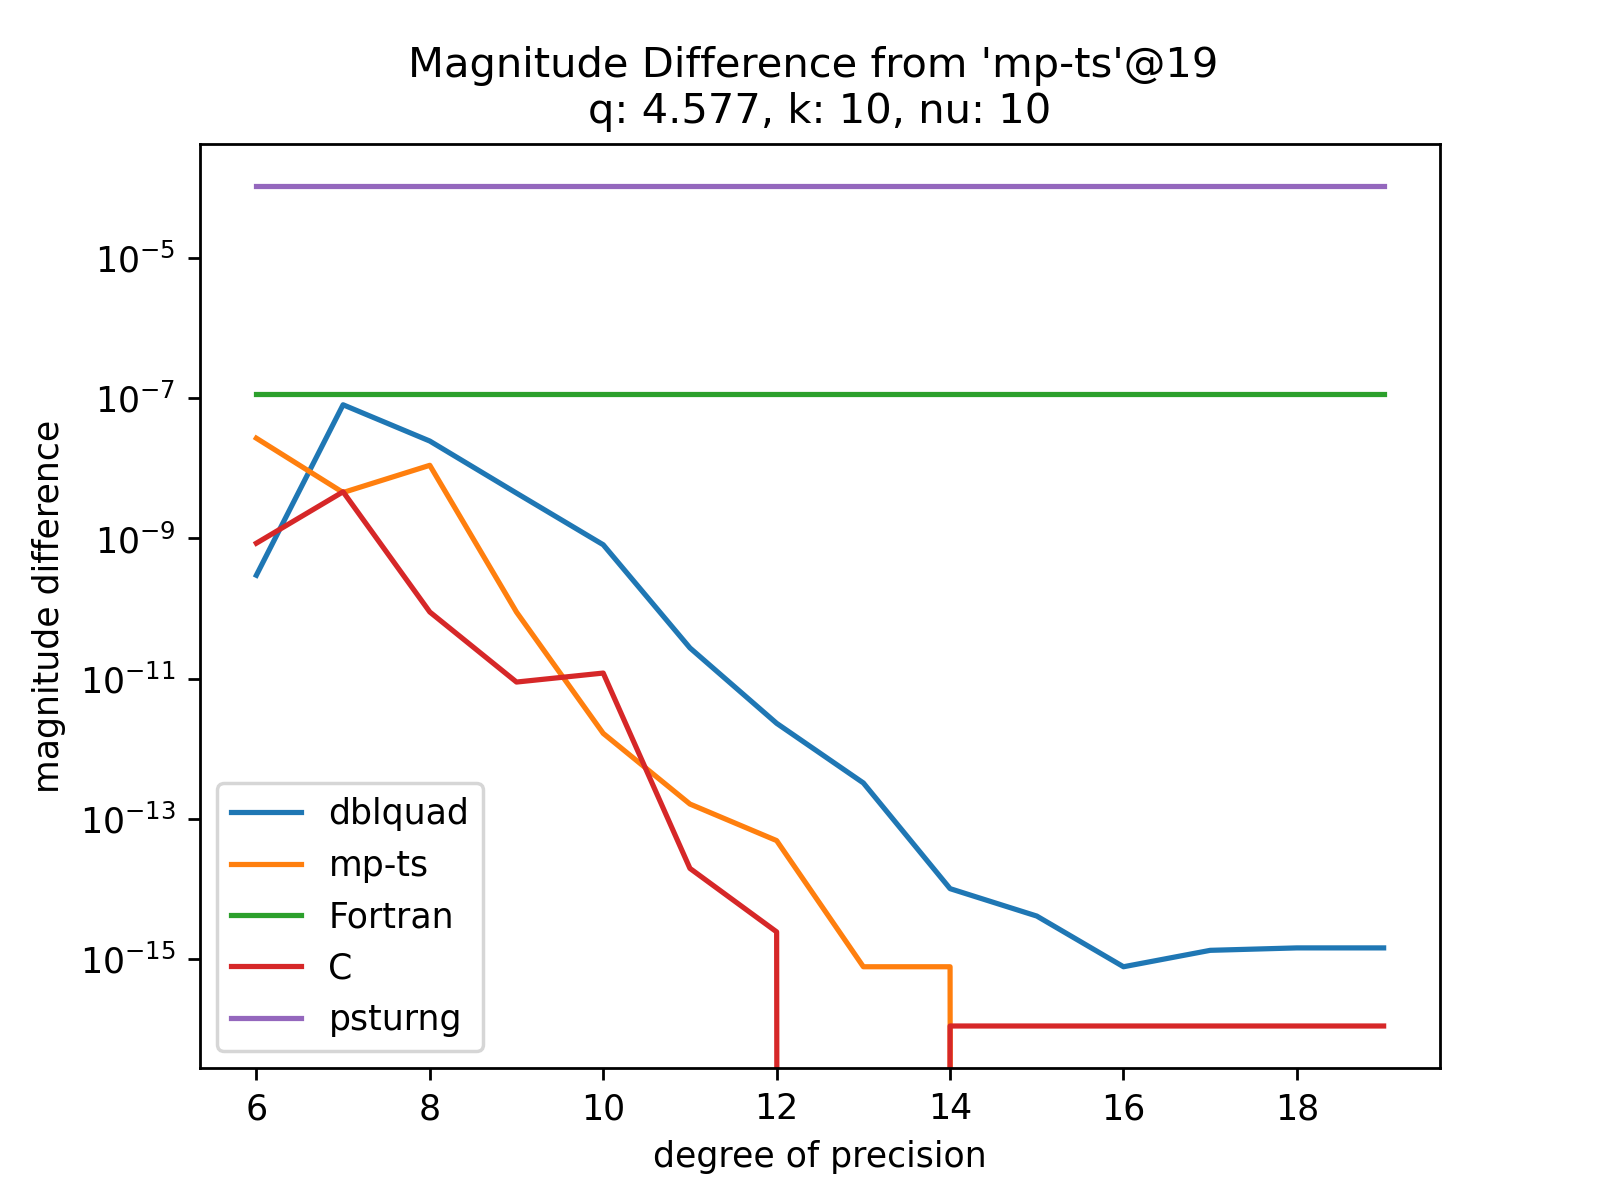 Magnitude Difference from 'mp-ts'@19
q: 4.577, k: 10, nu: 10
magnitude difference
10⁻⁵
10⁻⁷
10⁻⁹
10⁻¹¹
10⁻¹³
10⁻¹⁵
dblquad
mp-ts
Fortran
C
psturng
6 8 10 12 14 16 18
degree of precision